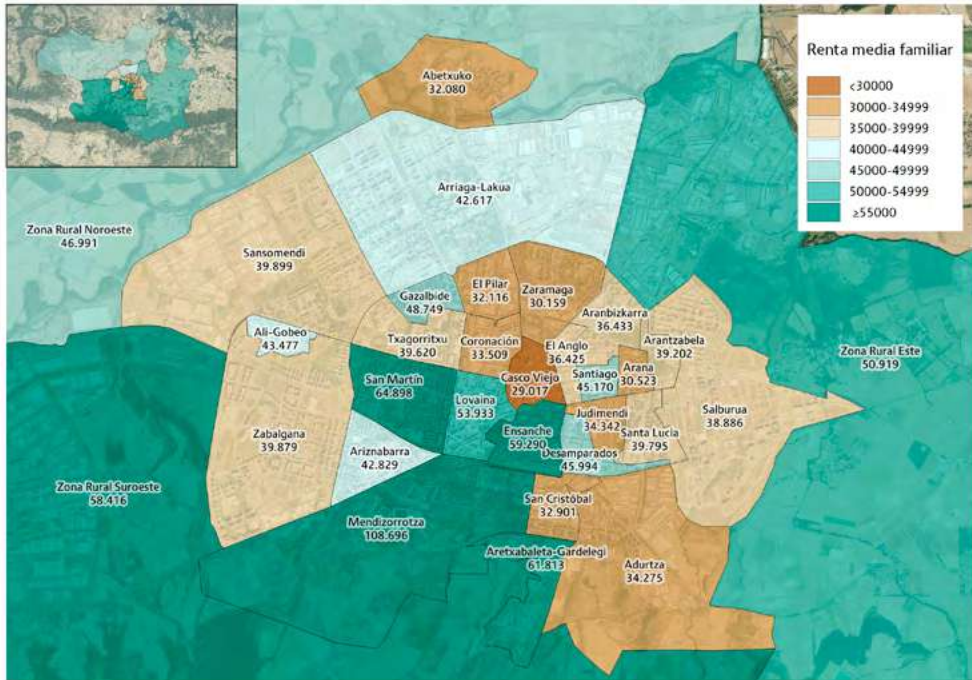 Renta media familiar
<30000
30000-34999
35000-39999
40000-44999
45000-49999
50000-54999
≥55000
Abetxuko
32.080
Arriaga-Lakua
42.617
Zona Rural Noroeste
46.991
Sansomendi
39.899
Gazalbide
48.749
El Pilar
32.116
Zaramaga
30.159
Aranbizkarra
36.433
Ali-Gobeo
43.477
Txagorritxu
39.620
Coronación
33.509
El Anglo
36.425
Arantzabela
39.202
Zona Rural Este
50.919
San Martín
64.898
Casco Viejo
29.017
Santiago
45.170
Arana
30.523
Lovaina
53.933
Salburua
38.886
Judimendi
34.342
Zabalgana
39.879
Ensanche
59.290
Santa Lucía
39.795
Ariznabarra
42.829
Desamparados
45.994
Zona Rural Suroeste
58.416
San Cristóbal
32.901
Mendizorrotza
108.696
Aretxabaleta-Gardelegi
61.813
Adurtza
34.275